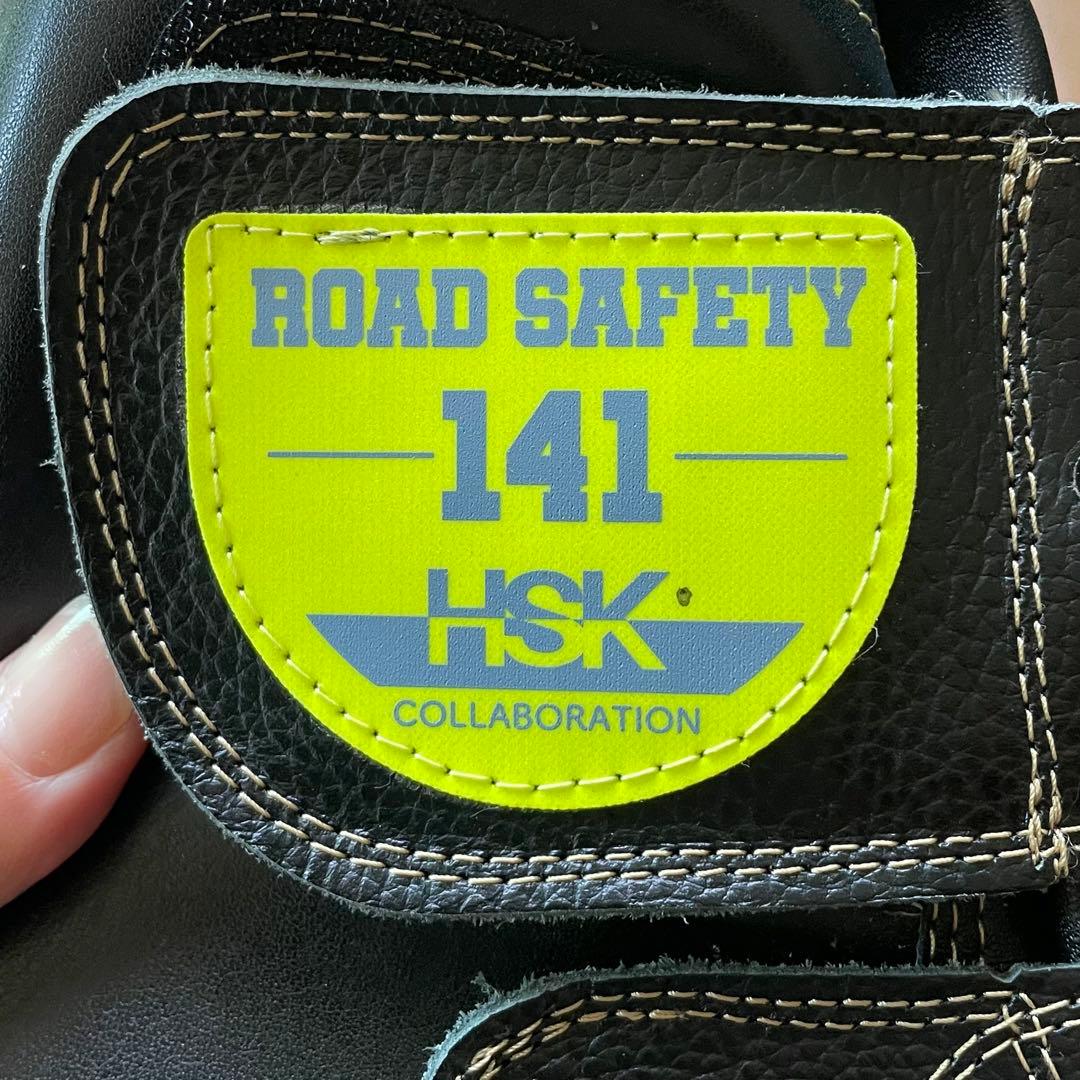 ROAD SAFETY
141
HSK
COLLABORATION